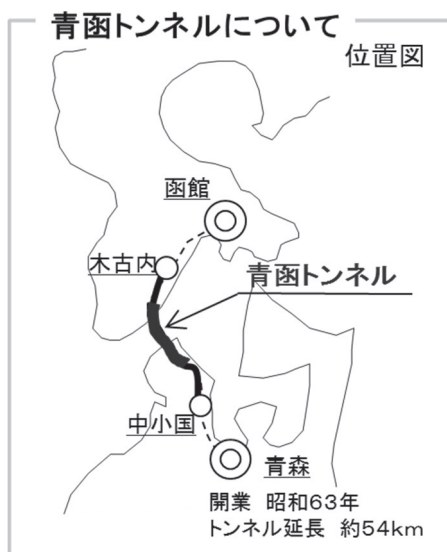 青函トンネルについて
位置図
函館
木古内
青函トンネル
中小国
青森
開業 昭和63年
トンネル延長 約54km